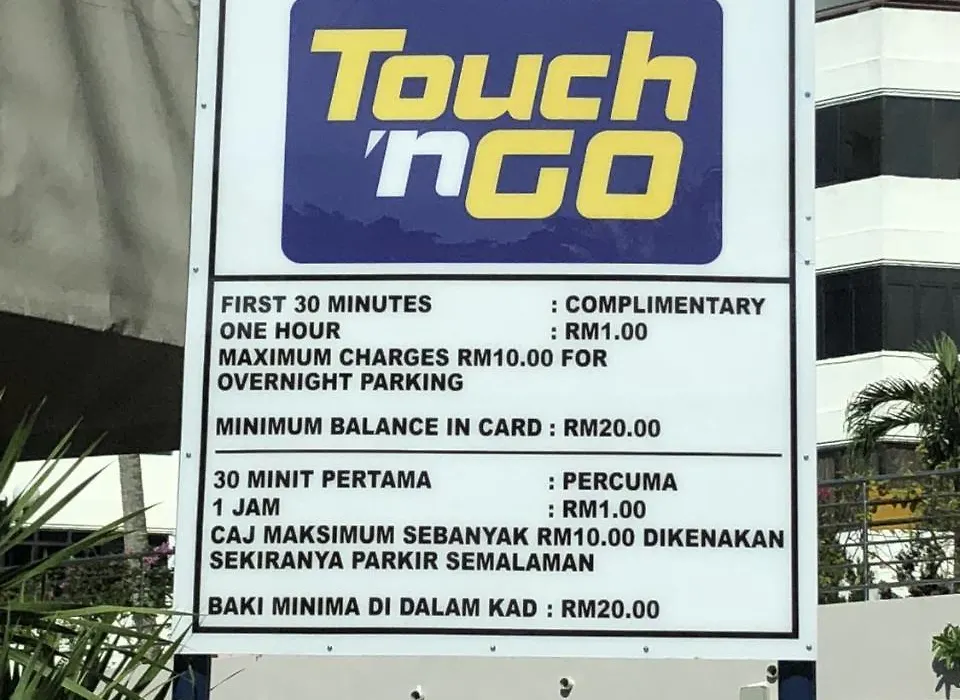 Touch
'n GO
FIRST 30 MINUTES : COMPLIMENTARY
ONE HOUR : RM1.00
MAXIMUM CHARGES RM10.00 FOR
OVERNIGHT PARKING
MINIMUM BALANCE IN CARD : RM20.00
30 MINIT PERTAMA : PERCUMA
1 JAM : RM1.00
CAJ MAKSIMUM SEBANYAK RM10.00 DIKENAKAN
SEKIRANYA PARKIR SEMALAMAN
BAKI MINIMA DI DALAM KAD : RM20.00